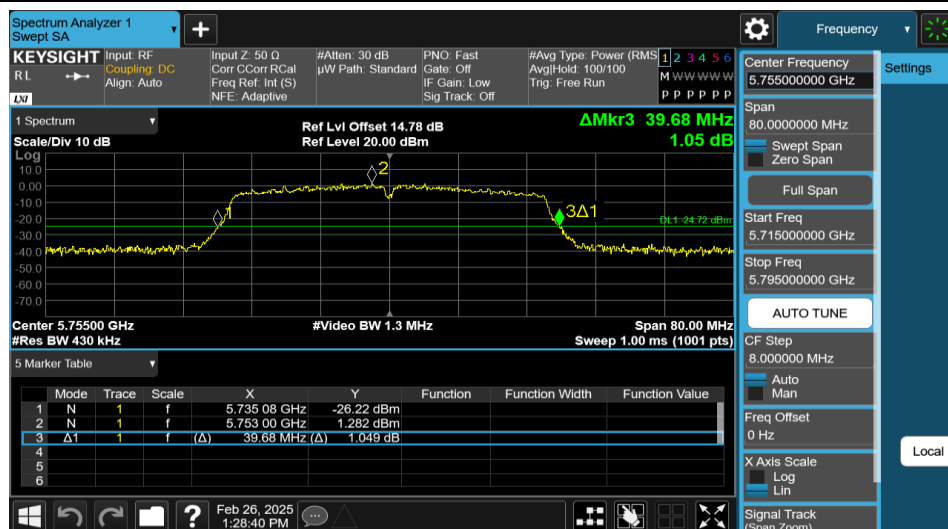 Spectrum Analyzer 1
Swept SA
+
Frequency
KEYSIGHT
RL
LXI
Input: RF
Coupling: DC
Align: Auto
Input Z: 50 Ω
Corr CCorr RCal
Freq Ref: Int (S)
NFE: Adaptive
#Atten: 30 dB
µW Path: Standard
PNO: Fast
Gate: Off
IF Gain: Low
Sig Track: Off
#Avg Type: Power (RMS
Avg|Hold: 100/100
Trig: Free Run
1 2 3 4 5 6
M W W W W W
P P P P P P
1 Spectrum
Scale/Div 10 dB
Ref Lvl Offset 14.78 dB
Ref Level 20.00 dBm
ΔMkr3 39.68 MHz
1.05 dB
Log
10.0
0.00
-10.0
-20.0
-30.0
-40.0
-50.0
-60.0
-70.0
1
2
3Δ1
DL1 -24.72 dBm
Center 5.75500 GHz
#Video BW 1.3 MHz
Span 80.00 MHz
#Res BW 430 kHz
Sweep 1.00 ms (1001 pts)
5 Marker Table
Mode Trace Scale X Y Function Function Width Function Value
1 N 1 f 5.735 08 GHz -26.22 dBm
2 N 1 f 5.753 00 GHz 1.282 dBm
3 Δ1 1 f (Δ) 39.68 MHz (Δ) 1.049 dB
4
5
6
Feb 26, 2025
1:28:40 PM
?
Center Frequency
5.755000000 GHz
Settings
Span
80.0000000 MHz
Swept Span
Zero Span
Full Span
Start Freq
5.715000000 GHz
Stop Freq
5.795000000 GHz
AUTO TUNE
CF Step
8.000000 MHz
Auto
Man
Freq Offset
0 Hz
Local
X Axis Scale
Log
Lin
Signal Track
(Span Zoom)